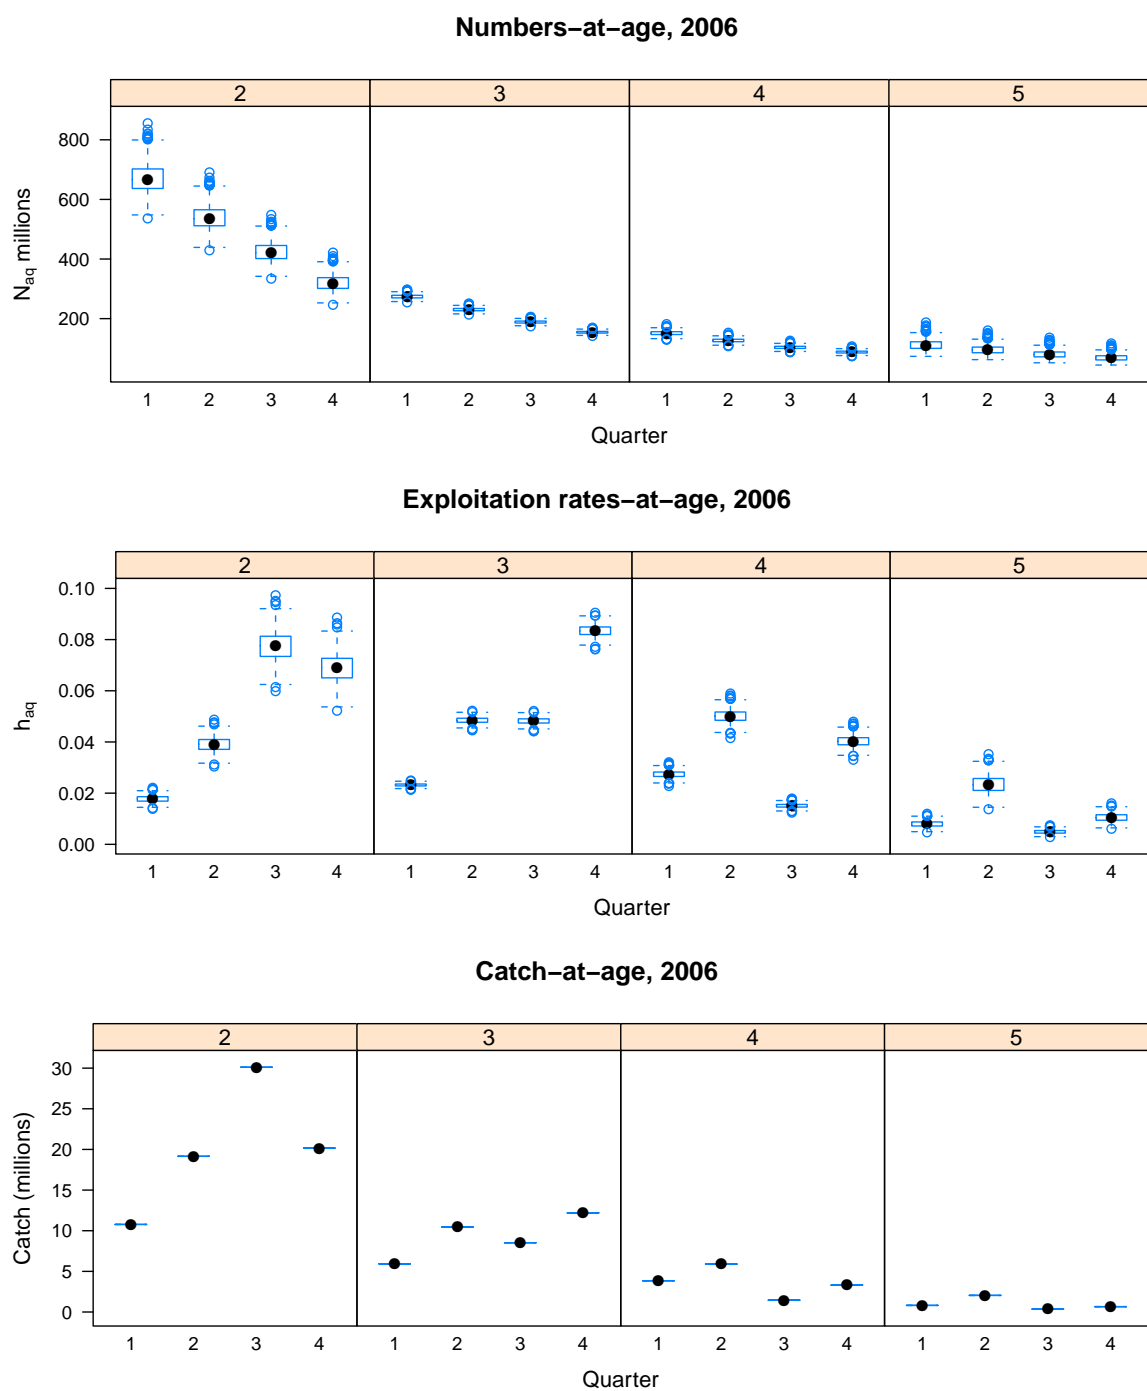 Numbers−at−age, 2006
2 3 4 5
800
600
400
200
N_aq millions
1 2 3 4 1 2 3 4 1 2 3 4 1 2 3 4
Quarter
Exploitation rates−at−age, 2006
2 3 4 5
0.10
0.08
0.06
0.04
0.02
0.00
h_aq
1 2 3 4 1 2 3 4 1 2 3 4 1 2 3 4
Quarter
Catch−at−age, 2006
2 3 4 5
30
25
20
15
10
5
0
Catch (millions)
1 2 3 4 1 2 3 4 1 2 3 4 1 2 3 4
Quarter